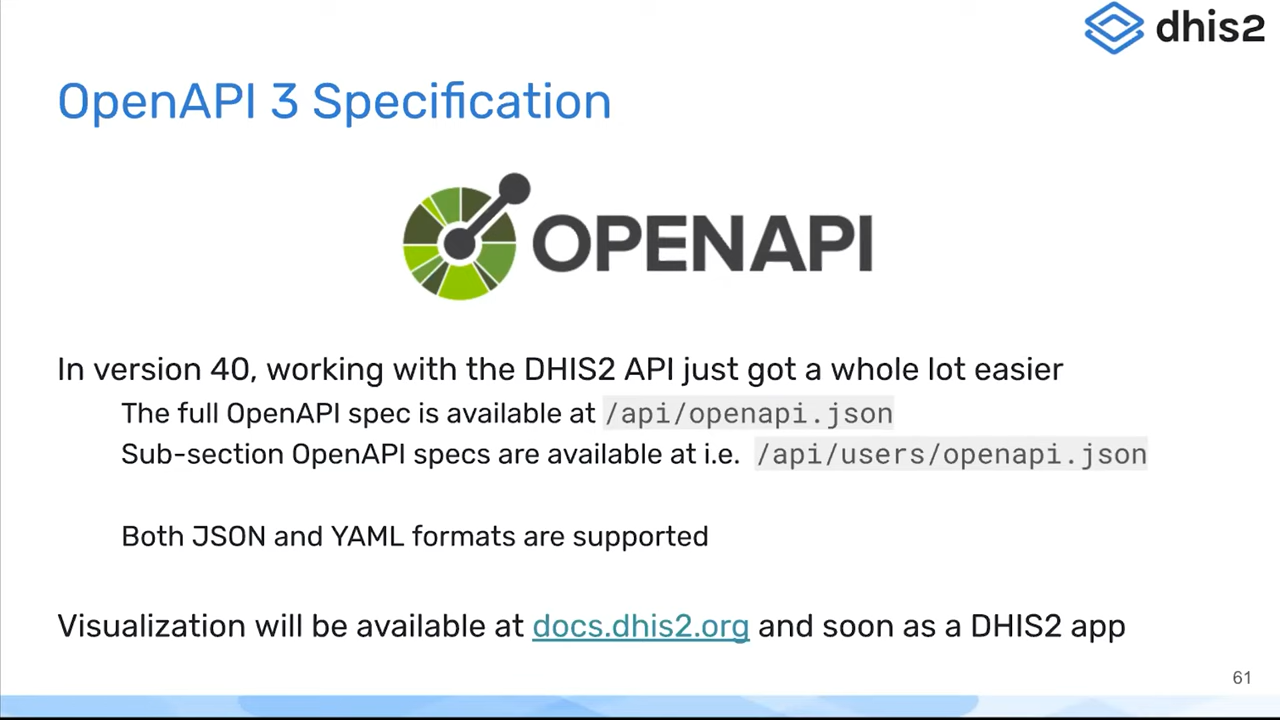 dhis2
OpenAPI 3 Specification
OPENAPI
In version 40, working with the DHIS2 API just got a whole lot easier
The full OpenAPI spec is available at /api/openapi.json
Sub-section OpenAPI specs are available at i.e. /api/users/openapi.json
Both JSON and YAML formats are supported
Visualization will be available at docs.dhis2.org and soon as a DHIS2 app
61